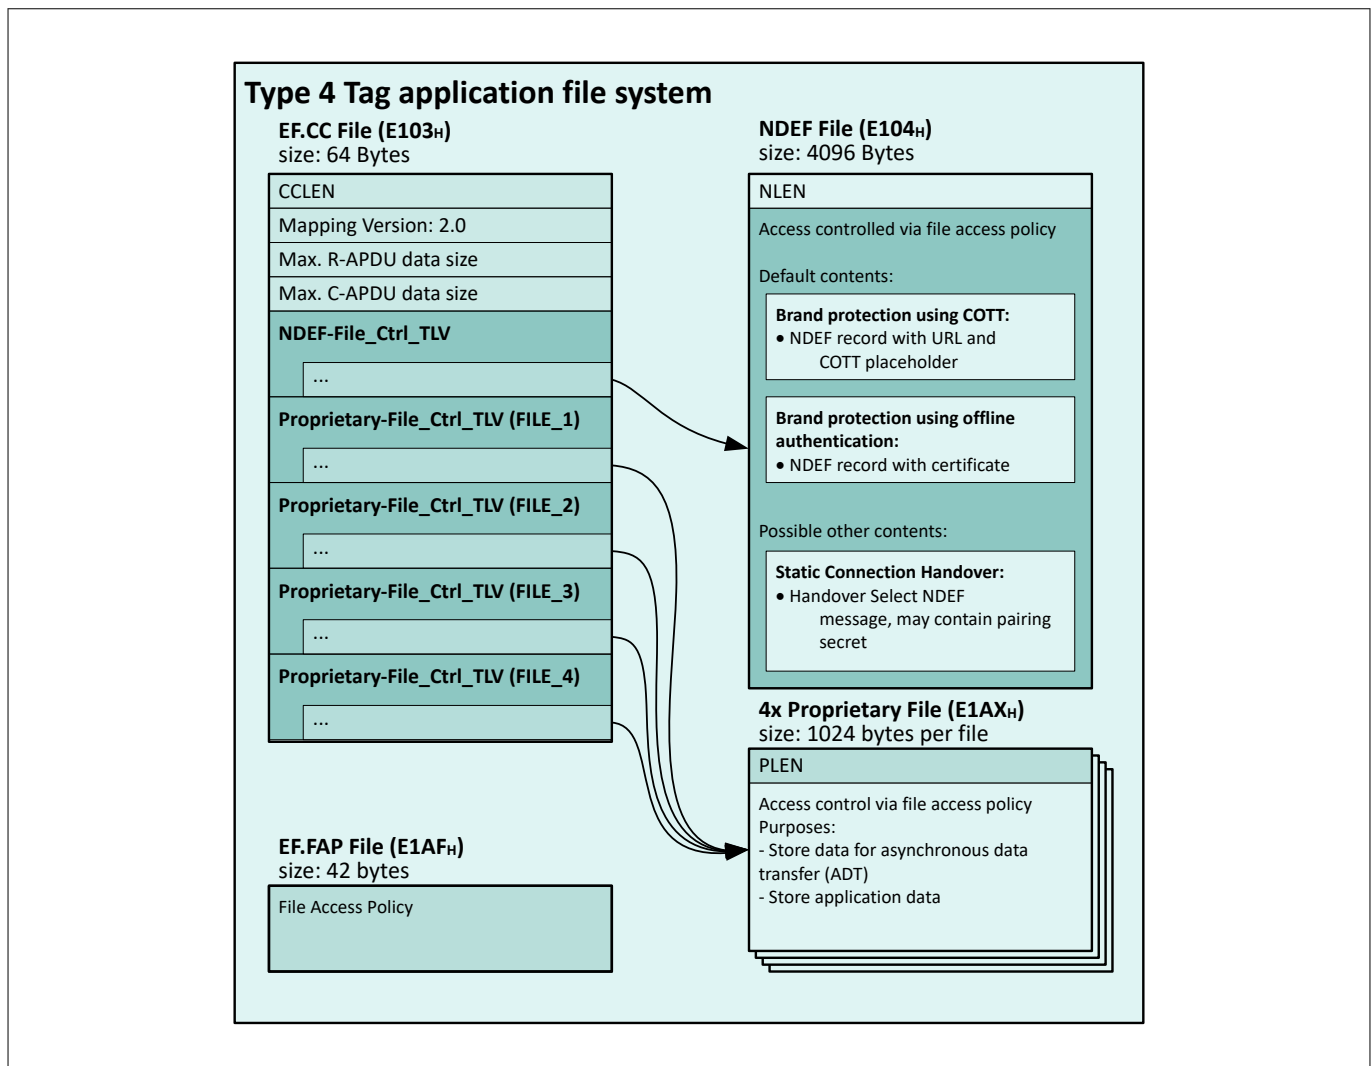 Type 4 Tag application file system
EF.CC File (E103H)
size: 64 Bytes
CCLEN
Mapping Version: 2.0
Max. R-APDU data size
Max. C-APDU data size
NDEF-File_Ctrl_TLV
...
Proprietary-File_Ctrl_TLV (FILE_1)
...
Proprietary-File_Ctrl_TLV (FILE_2)
...
Proprietary-File_Ctrl_TLV (FILE_3)
...
Proprietary-File_Ctrl_TLV (FILE_4)
...
EF.FAP File (E1AFH)
size: 42 bytes
File Access Policy
NDEF File (E104H)
size: 4096 Bytes
NLEN
Access controlled via file access policy
Default contents:
Brand protection using COTT:
• NDEF record with URL and
COTT placeholder
Brand protection using offline
authentication:
• NDEF record with certificate
Possible other contents:
Static Connection Handover:
• Handover Select NDEF
message, may contain pairing
secret
4x Proprietary File (E1AXH)
size: 1024 bytes per file
PLEN
Access control via file access policy
Purposes:
- Store data for asynchronous data
transfer (ADT)
- Store application data